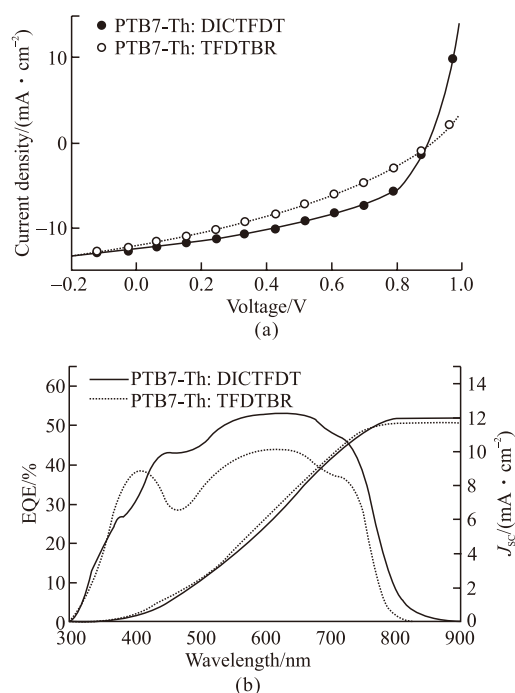 PTB7-Th: DICTFDT
PTB7-Th: TFDTBR
Current density/(mA · cm⁻²)
10
0
−10
−0.2 0.0 0.2 0.4 0.6 0.8 1.0
Voltage/V
(a)
PTB7-Th: DICTFDT
PTB7-Th: TFDTBR
EQE/%
60
50
40
30
20
10
0
14
12
10
8
6
4
2
0
J_SC/(mA · cm⁻²)
300 400 500 600 700 800 900
Wavelength/nm
(b)